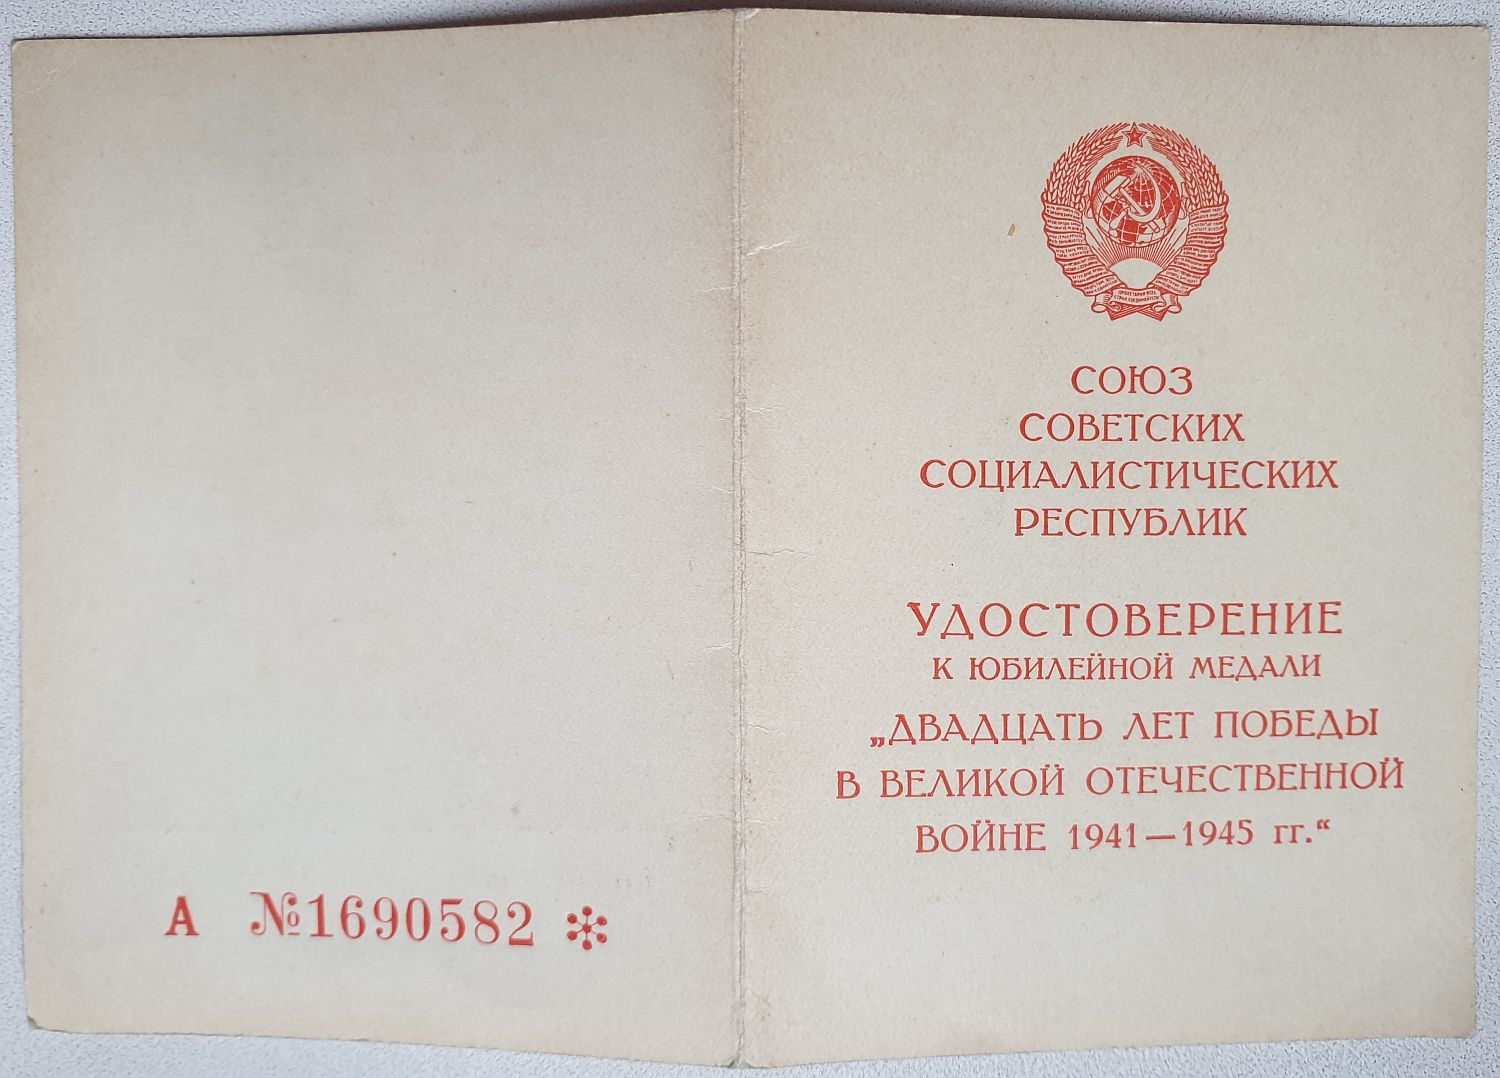 А №1690582
СОЮЗ
СОВЕТСКИХ
СОЦИАЛИСТИЧЕСКИХ
РЕСПУБЛИК
УДОСТОВЕРЕНИЕ
К ЮБИЛЕЙНОЙ МЕДАЛИ
„ДВАДЦАТЬ ЛЕТ ПОБЕДЫ
В ВЕЛИКОЙ ОТЕЧЕСТВЕННОЙ
ВОЙНЕ 1941—1945 гг.“